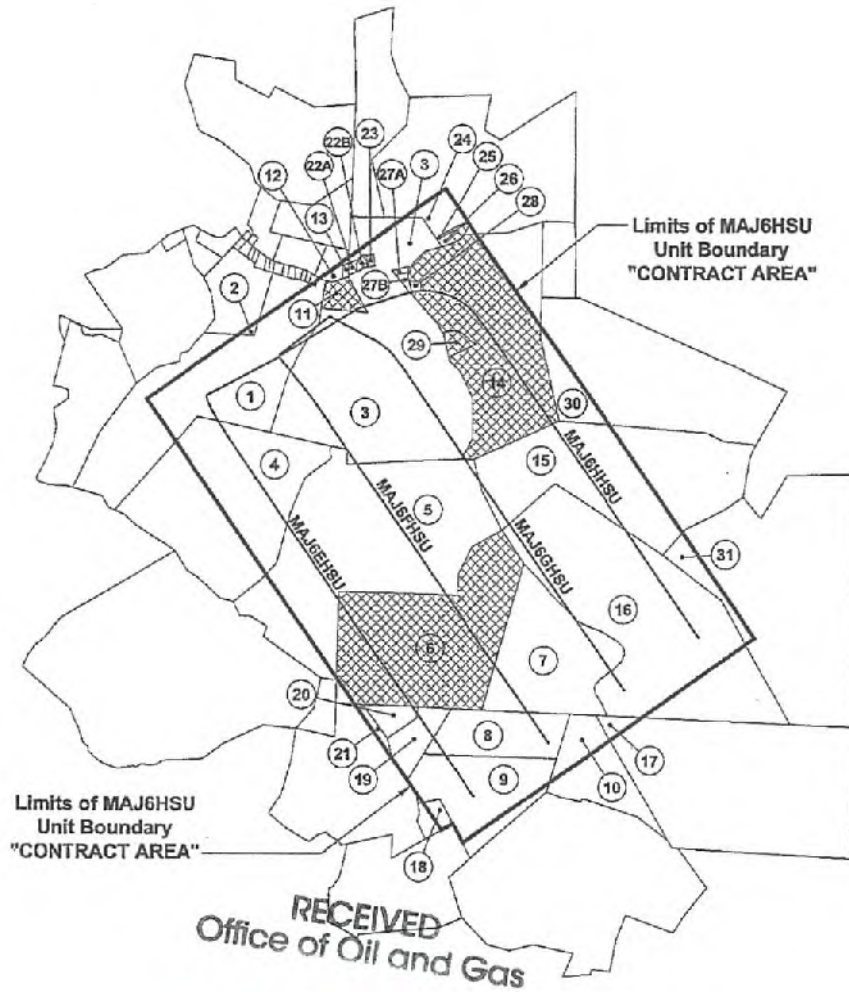 23
22B
24
22A
27A
3
25
12
26
28
13
Limits of MAJ6HSU
Unit Boundary
"CONTRACT AREA"
2
27B
11
29
14
1
3
30
15
4
MAJ6HHSU
5
MAJ6FHSU
MAJ6EHSU
MAJ6GHSU
31
16
6
7
20
8
17
21
19
9
10
Limits of MAJ6HSU
Unit Boundary
"CONTRACT AREA"
18
RECEIVED
Office of Oil and Gas